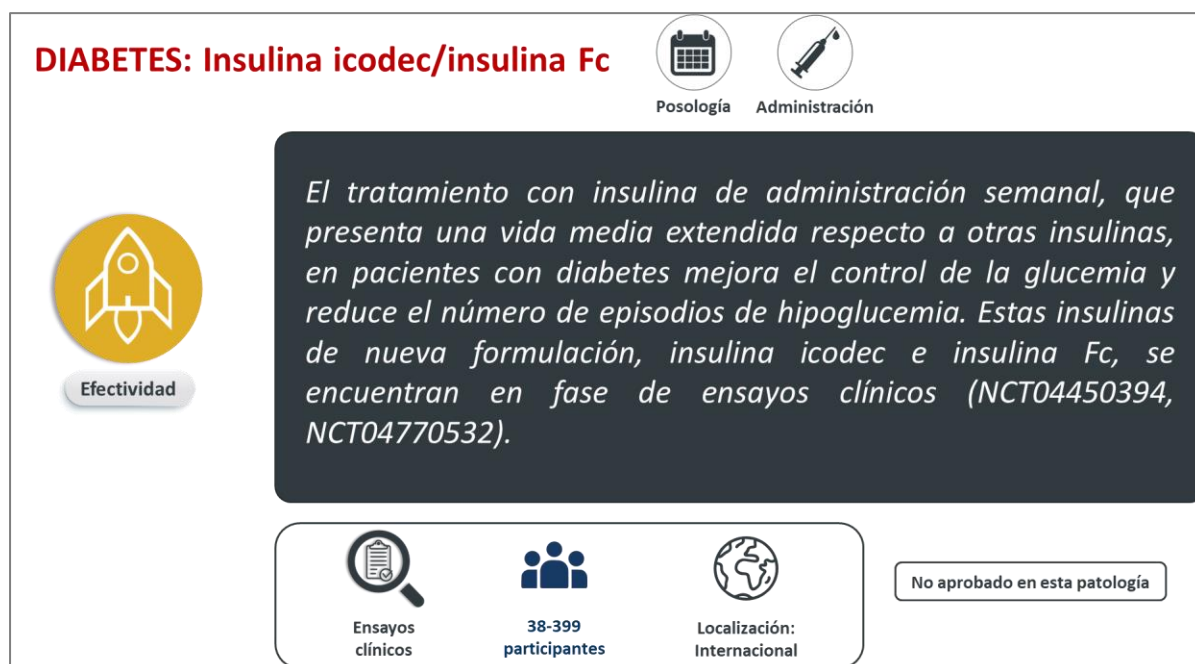 DIABETES: Insulina icodec/insulina Fc
Posología
Administración
El tratamiento con insulina de administración semanal, que
presenta una vida media extendida respecto a otras insulinas,
en pacientes con diabetes mejora el control de la glucemia y
reduce el número de episodios de hipoglucemia. Estas insulinas
de nueva formulación, insulina icodec e insulina Fc, se
encuentran en fase de ensayos clínicos (NCT04450394,
NCT04770532).
Efectividad
Ensayos
clínicos
38-399
participantes
Localización:
Internacional
No aprobado en esta patología